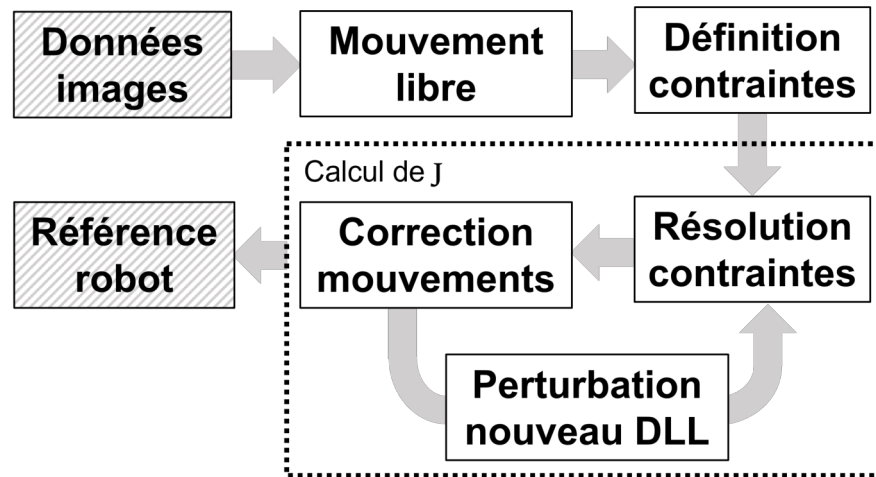 Données
images
Mouvement
libre
Définition
contraintes
Calcul de J
Référence
robot
Correction
mouvements
Résolution
contraintes
Perturbation
nouveau DLL